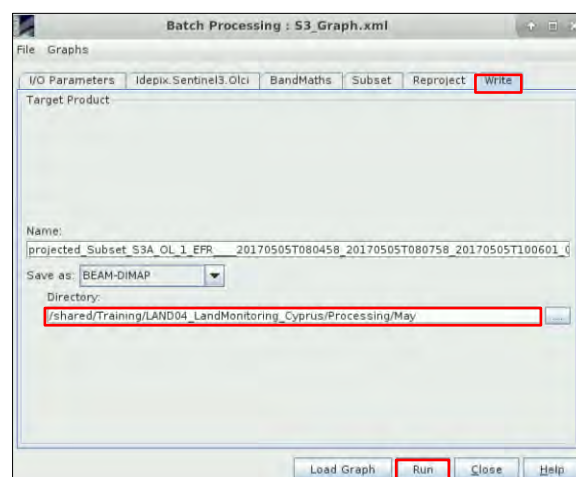 Batch Processing : S3_Graph.xml
File Graphs
I/O Parameters Idepix.Sentinel3.Olci BandMaths Subset Reproject Write
Target Product
Name:
projected_Subset_S3A_OL_1_EFR____20170505T080458_20170505T080758_20170505T100601_0
Save as: BEAM-DIMAP
Directory:
/shared/Training/LAND04_LandMonitoring_Cyprus/Processing/May
...
Load Graph Run Close Help